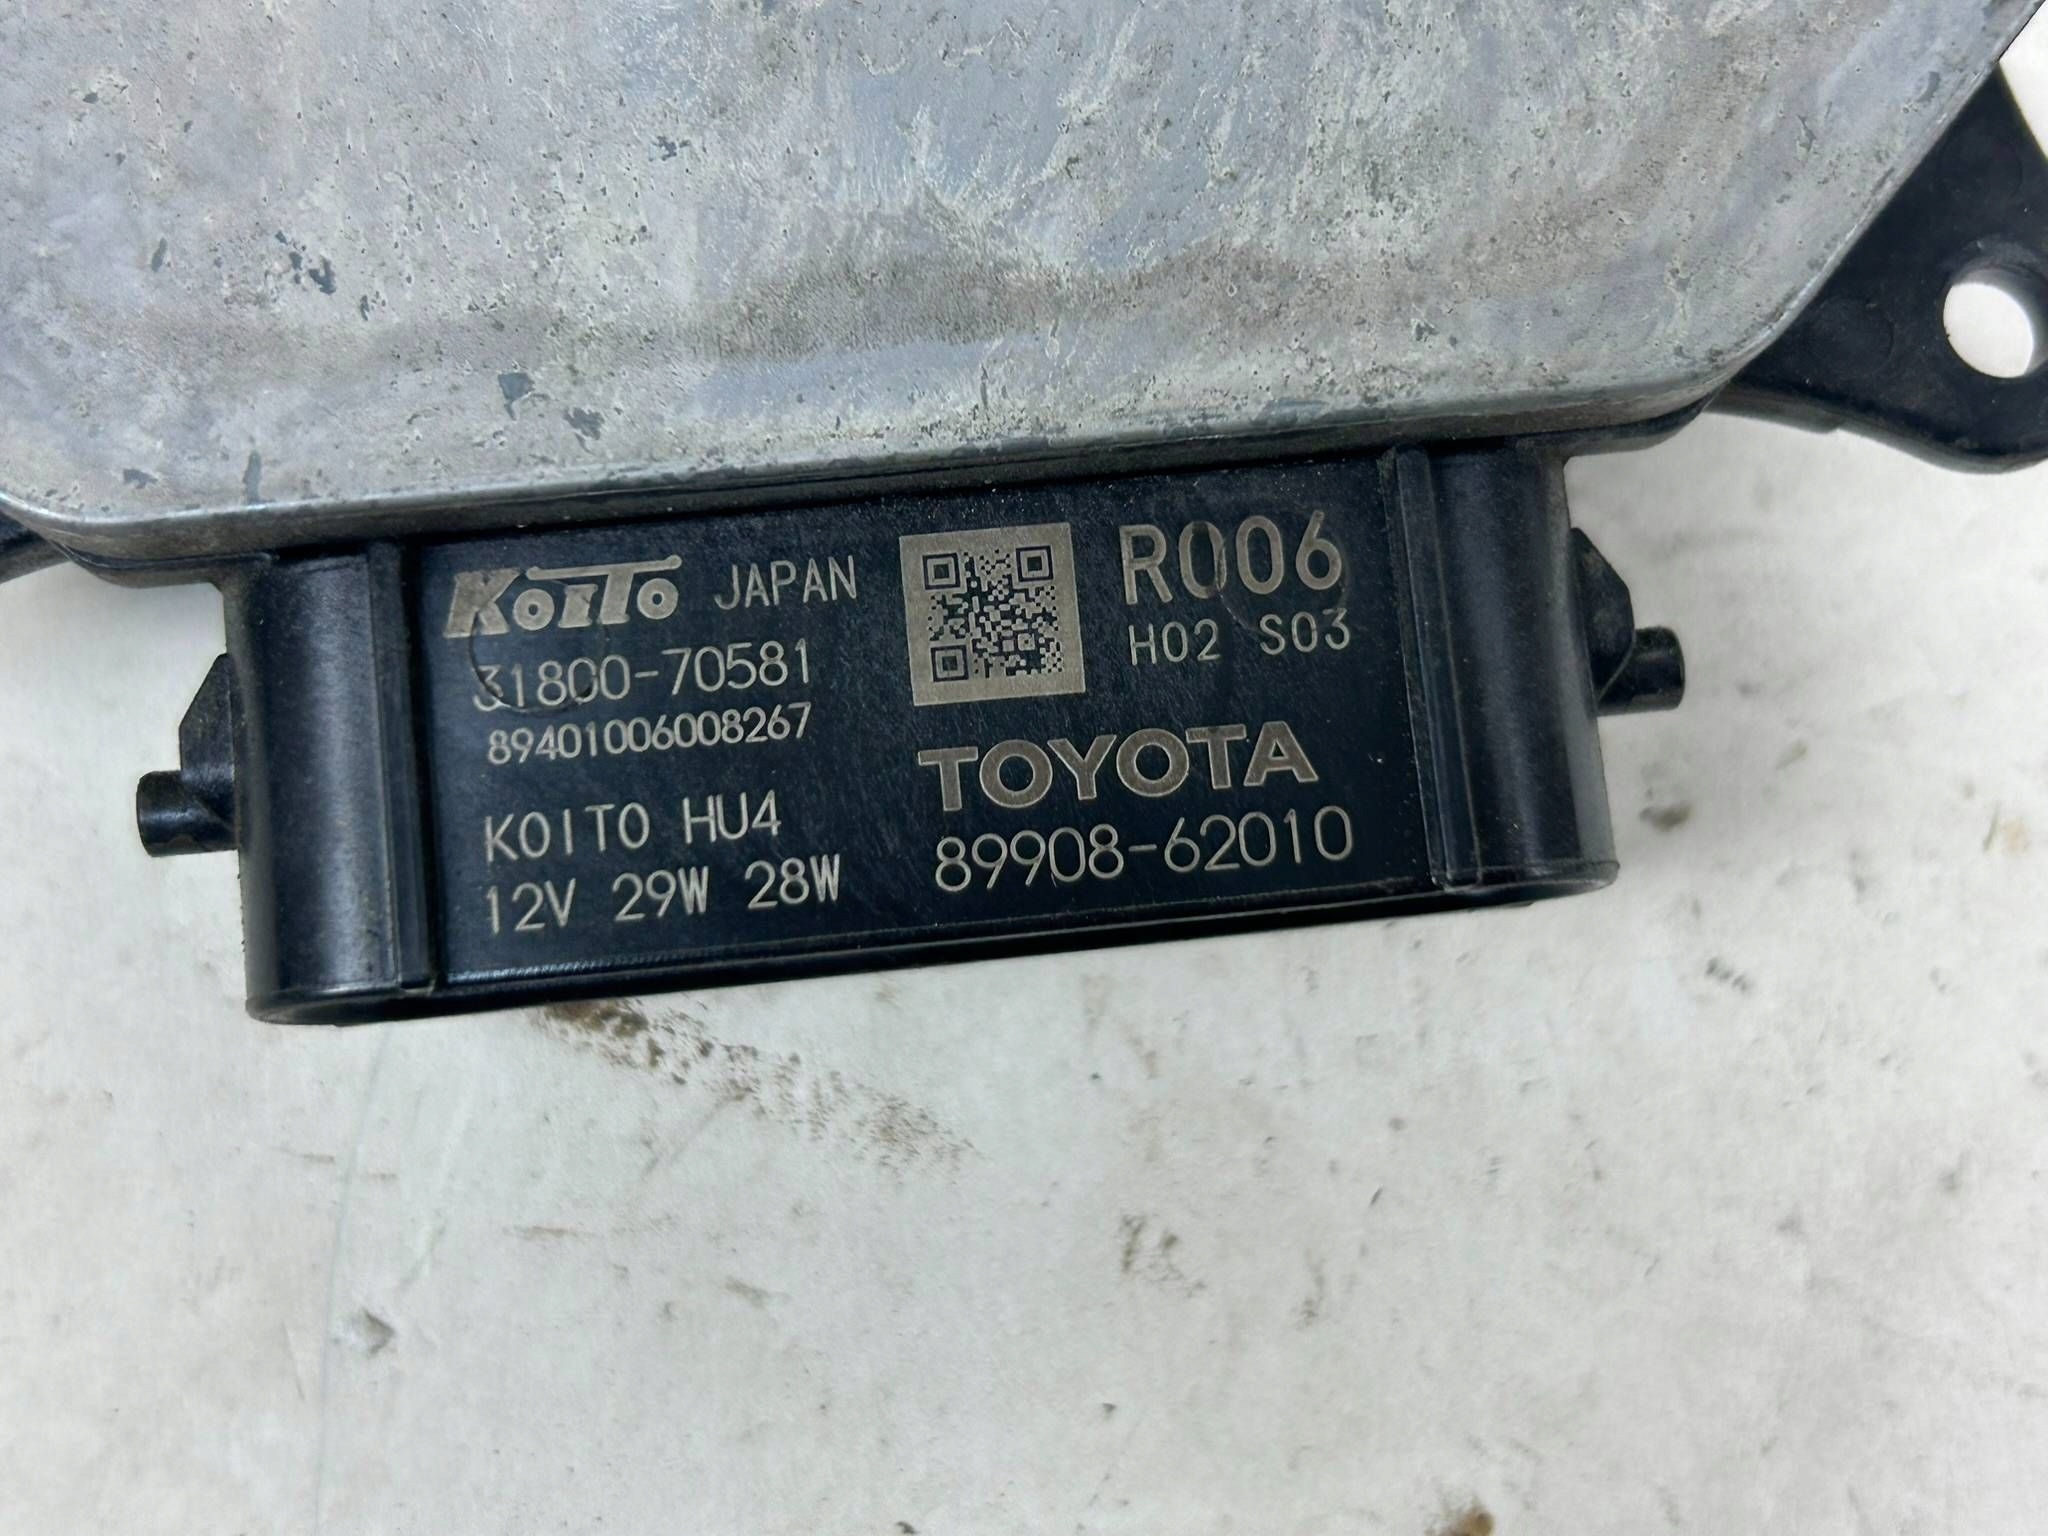 KOITO JAPAN
31800-70581
89401006008267
KOITO HU4
12V 29W 28W
R006
H02 S03
TOYOTA
89908-62010